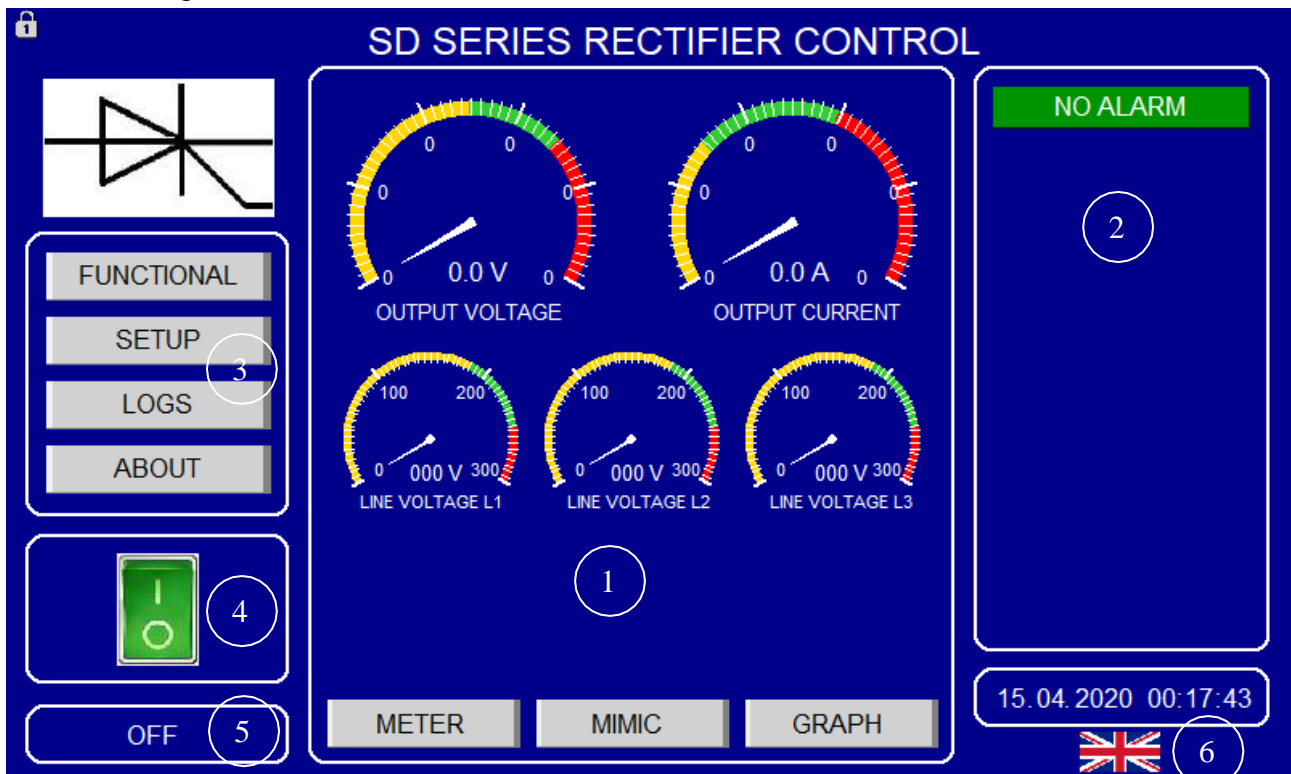 1
SD SERIES RECTIFIER CONTROL
FUNCTIONAL
SETUP
3
LOGS
ABOUT
I
O
4
OFF
5
0 0
0 0
0 0.0 V 0
OUTPUT VOLTAGE
0 0
0 0
0 0.0 A 0
OUTPUT CURRENT
100 200
0 000 V 300
LINE VOLTAGE L1
100 200
0 000 V 300
LINE VOLTAGE L2
100 200
0 000 V 300
LINE VOLTAGE L3
1
METER MIMIC GRAPH
NO ALARM
2
15.04.2020 00:17:43
6